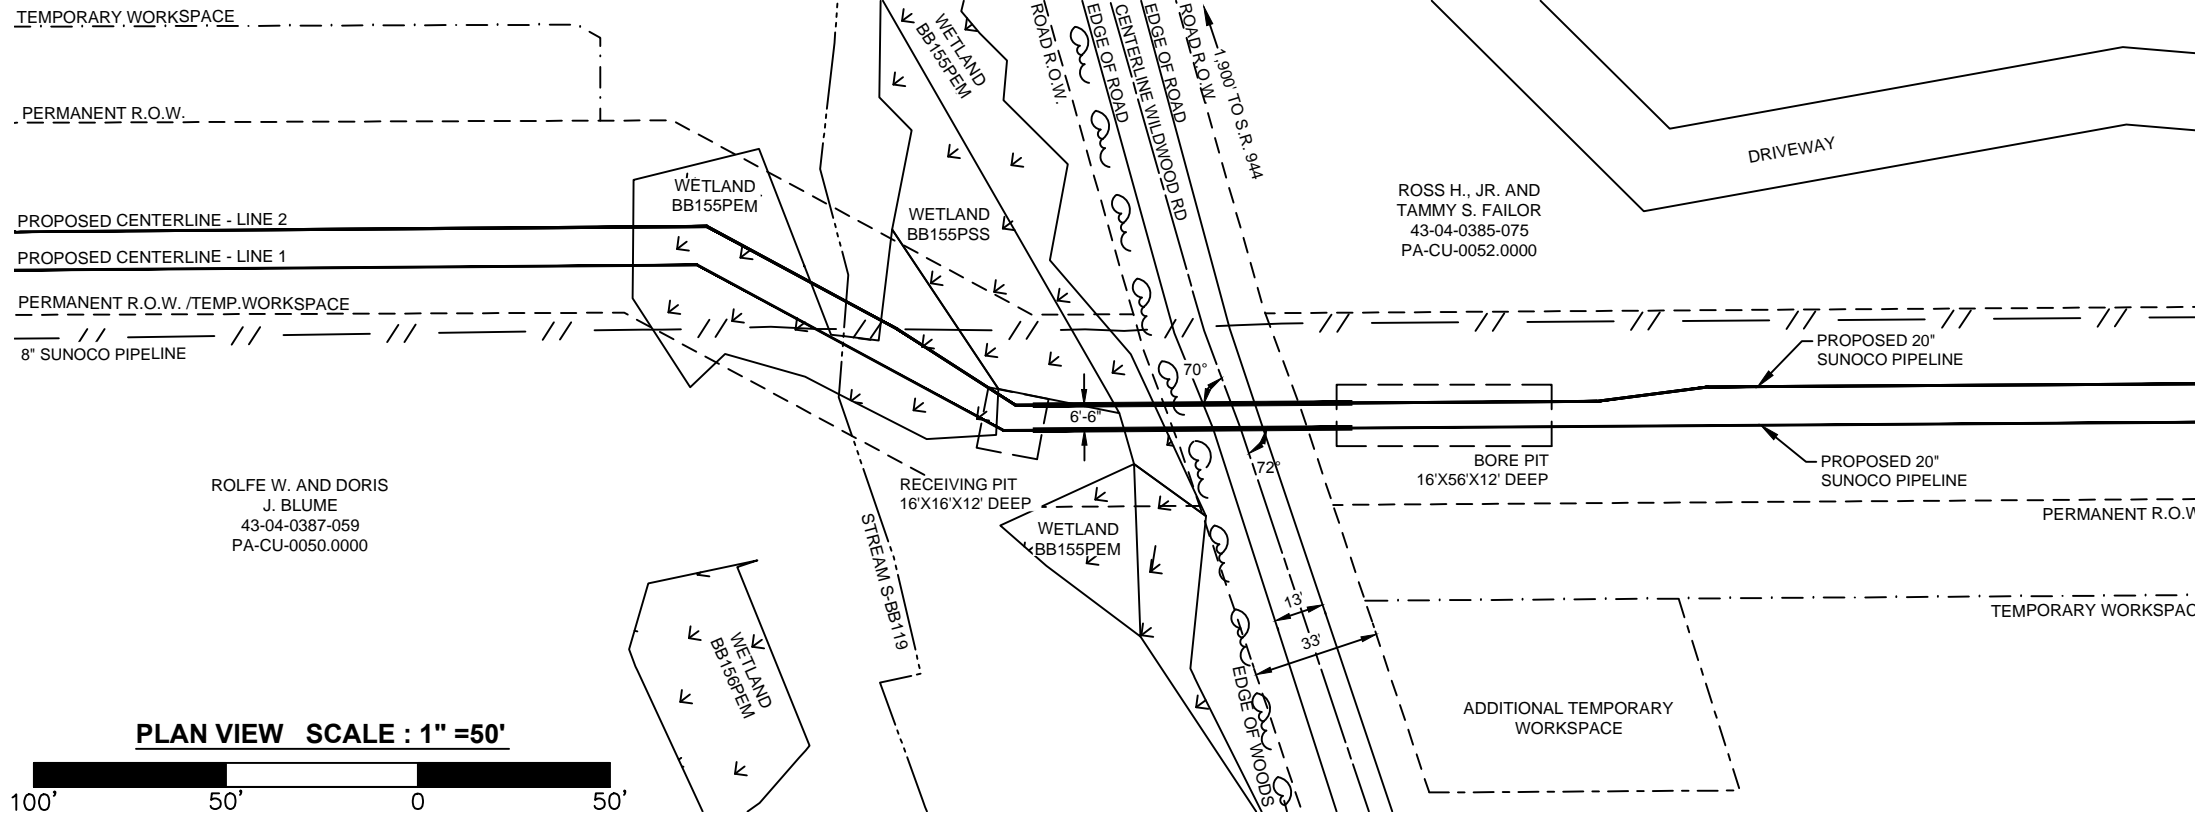 TEMPORARY WORKSPACE
PERMANENT R.O.W.
PROPOSED CENTERLINE - LINE 2
PROPOSED CENTERLINE - LINE 1
PERMANENT R.O.W. /TEMP.WORKSPACE
8" SUNOCO PIPELINE
WETLAND
BB155PEM
WETLAND
BB155PEM
WETLAND
BB155PSS
ROAD R.O.W.
EDGE OF ROAD
CENTERLINE WILDWOOD RD
EDGE OF ROAD
ROAD R.O.W.
1,900' TO S.R. 944
DRIVEWAY
ROSS H., JR. AND
TAMMY S. FAILOR
43-04-0385-075
PA-CU-0052.0000
PROPOSED 20"
SUNOCO PIPELINE
70°
6'-6"
72°
BORE PIT
16'X56'X12' DEEP
PROPOSED 20"
SUNOCO PIPELINE
PERMANENT R.O.W
TEMPORARY WORKSPAC
RECEIVING PIT
16'X16'X12' DEEP
WETLAND
BB155PEM
ROLFE W. AND DORIS
J. BLUME
43-04-0387-059
PA-CU-0050.0000
STREAM S-BB119
WETLAND
BB156PEM
13'
33'
EDGE OF WOODS
ADDITIONAL TEMPORARY
WORKSPACE
PLAN VIEW SCALE : 1" =50'
100' 50' 0 50'